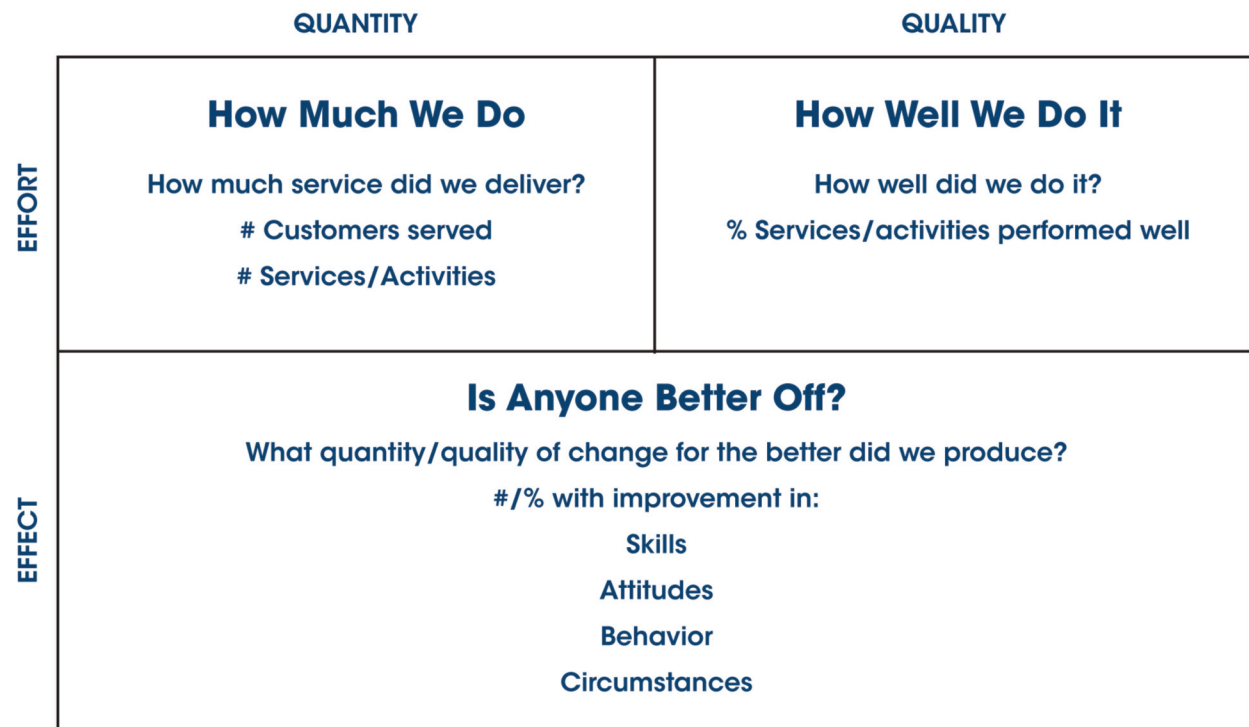 QUANTITY
QUALITY
EFFORT
How Much We Do
How much service did we deliver?
# Customers served
# Services/Activities
How Well We Do It
How well did we do it?
% Services/activities performed well
EFFECT
Is Anyone Better Off?
What quantity/quality of change for the better did we produce?
#/% with improvement in:
Skills
Attitudes
Behavior
Circumstances